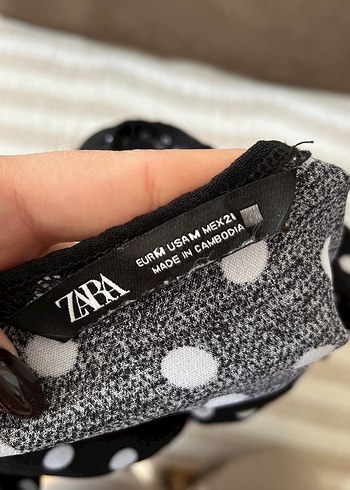 ZARA
EUR M USA M MEX 21
MADE IN CAMBODIA